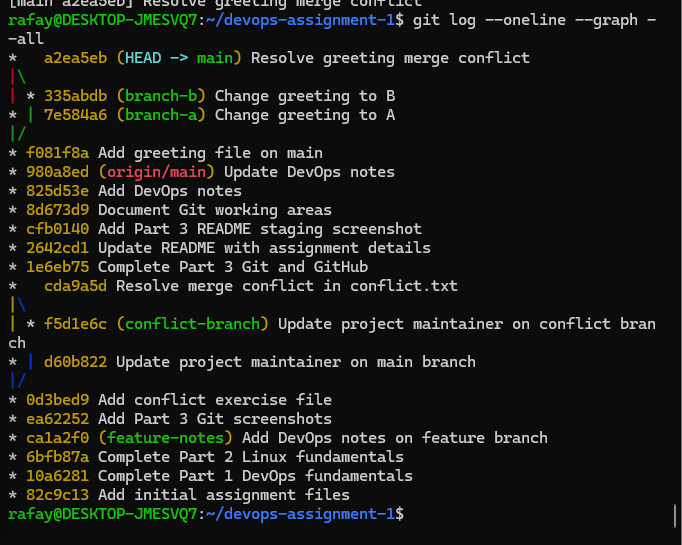 [main a2ea5eb] Resolve greeting merge conflict
rafay@DESKTOP-JMESVQ7:~/devops-assignment-1$ git log --oneline --graph -
-all
*   a2ea5eb (HEAD -> main) Resolve greeting merge conflict
|\
| * 335abdb (branch-b) Change greeting to B
* | 7e584a6 (branch-a) Change greeting to A
|/
* f081f8a Add greeting file on main
* 980a8ed (origin/main) Update DevOps notes
* 825d53e Add DevOps notes
* 8d673d9 Document Git working areas
* cfb0140 Add Part 3 README staging screenshot
* 2642cd1 Update README with assignment details
* 1e6eb75 Complete Part 3 Git and GitHub
*   cda9a5d Resolve merge conflict in conflict.txt
|\
| * f5d1e6c (conflict-branch) Update project maintainer on conflict bran
ch
* | d60b822 Update project maintainer on main branch
|/
* 0d3bed9 Add conflict exercise file
* ea62252 Add Part 3 Git screenshots
* ca1a2f0 (feature-notes) Add DevOps notes on feature branch
* 6bfb87a Complete Part 2 Linux fundamentals
* 10a6281 Complete Part 1 DevOps fundamentals
* 82c9c13 Add initial assignment files
rafay@DESKTOP-JMESVQ7:~/devops-assignment-1$